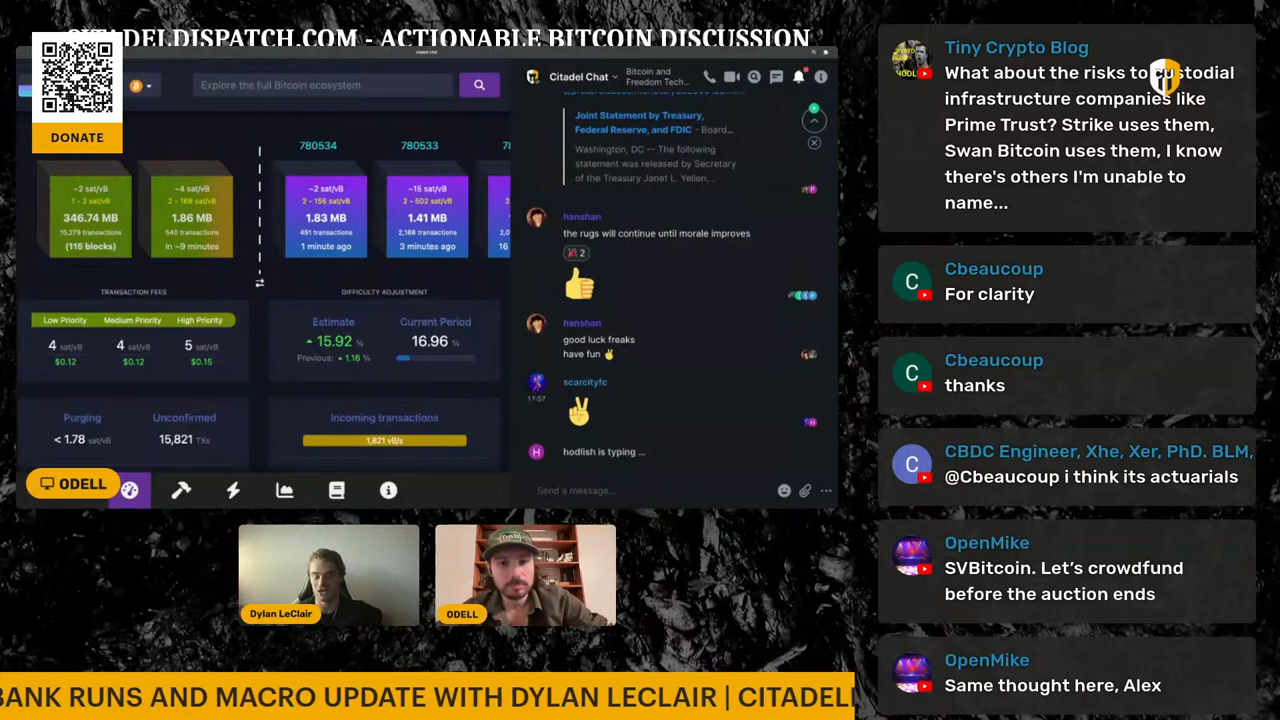 CITADELDISPATCH.COM - ACTIONABLE BITCOIN DISCUSSION
DONATE
Explore the full Bitcoin ecosystem
780534
780533
~2 sat/vB
1 - 2 sat/vB
346.74 MB
15,279 transactions
(115 blocks)
~4 sat/vB
2 - 168 sat/vB
1.86 MB
540 transactions
In ~9 minutes
~2 sat/vB
2 - 156 sat/vB
1.83 MB
491 transactions
1 minute ago
~15 sat/vB
2 - 502 sat/vB
1.41 MB
2,188 transactions
3 minutes ago
TRANSACTION FEES
Low Priority
Medium Priority
High Priority
4 sat/vB
4 sat/vB
5 sat/vB
$0.12
$0.12
$0.15
DIFFICULTY ADJUSTMENT
Estimate
Current Period
15.92 %
16.96 %
Previous: 1.16 %
Purging
Unconfirmed
< 1.78 sat/vB
15,821 TXs
Incoming transactions
1,821 vB/s
ODELL
Citadel Chat
Bitcoin and
Freedom Tech...
Joint Statement by Treasury,
Federal Reserve, and FDIC - Board...
Washington, DC -- The following
statement was released by Secretary
of the Treasury Janet L. Yellen,...
hanshan
the rugs will continue until morale improves
2
hanshan
good luck freaks
have fun
scarcityfc
17:57
hodlish is typing ...
Send a message...
Dylan LeClair
ODELL
BANK RUNS AND MACRO UPDATE WITH DYLAN LECLAIR | CITADEL
Tiny Crypto Blog
What about the risks to custodial
infrastructure companies like
Prime Trust? Strike uses them,
Swan Bitcoin uses them, I know
there's others I'm unable to
name...
Cbeaucoup
For clarity
Cbeaucoup
thanks
CBDC Engineer, Xhe, Xer, PhD. BLM,
@Cbeaucoup i think its actuarials
OpenMike
SVBitcoin. Let's crowdfund
before the auction ends
OpenMike
Same thought here, Alex